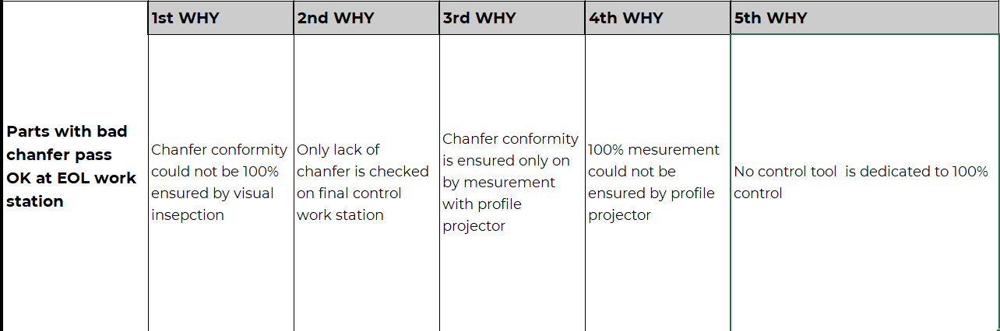 1st WHY
2nd WHY
3rd WHY
4th WHY
5th WHY
Parts with bad
chanfer pass
OK at EOL work
station
Chanfer conformity
could not be 100%
ensured by visual
insepction
Only lack of
chanfer is checked
on final control
work station
Chanfer conformity
is ensured only on
by mesurement
with profile
projector
100% mesurement
could not be
ensured by profile
projector
No control tool  is dedicated to 100%
control